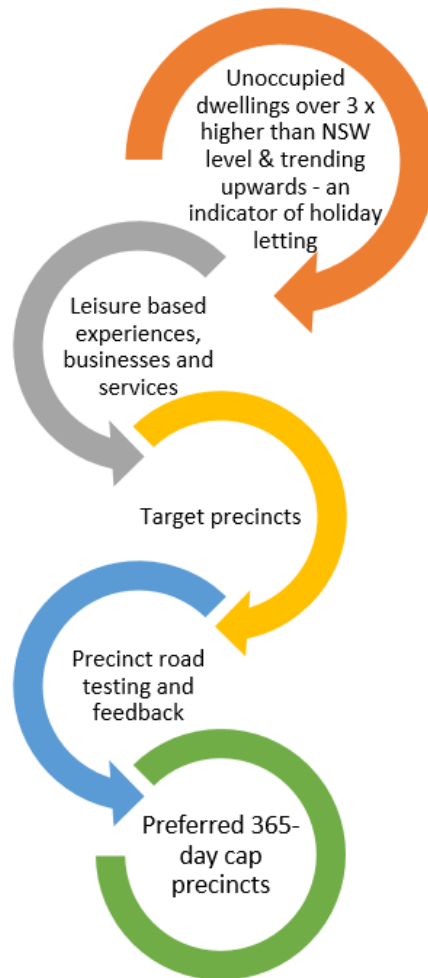 Unoccupied
dwellings over 3 x
higher than NSW
level & trending
upwards - an
indicator of holiday
letting
Leisure based
experiences,
businesses and
services
Target precincts
Precinct road
testing and
feedback
Preferred 365-
day cap
precincts